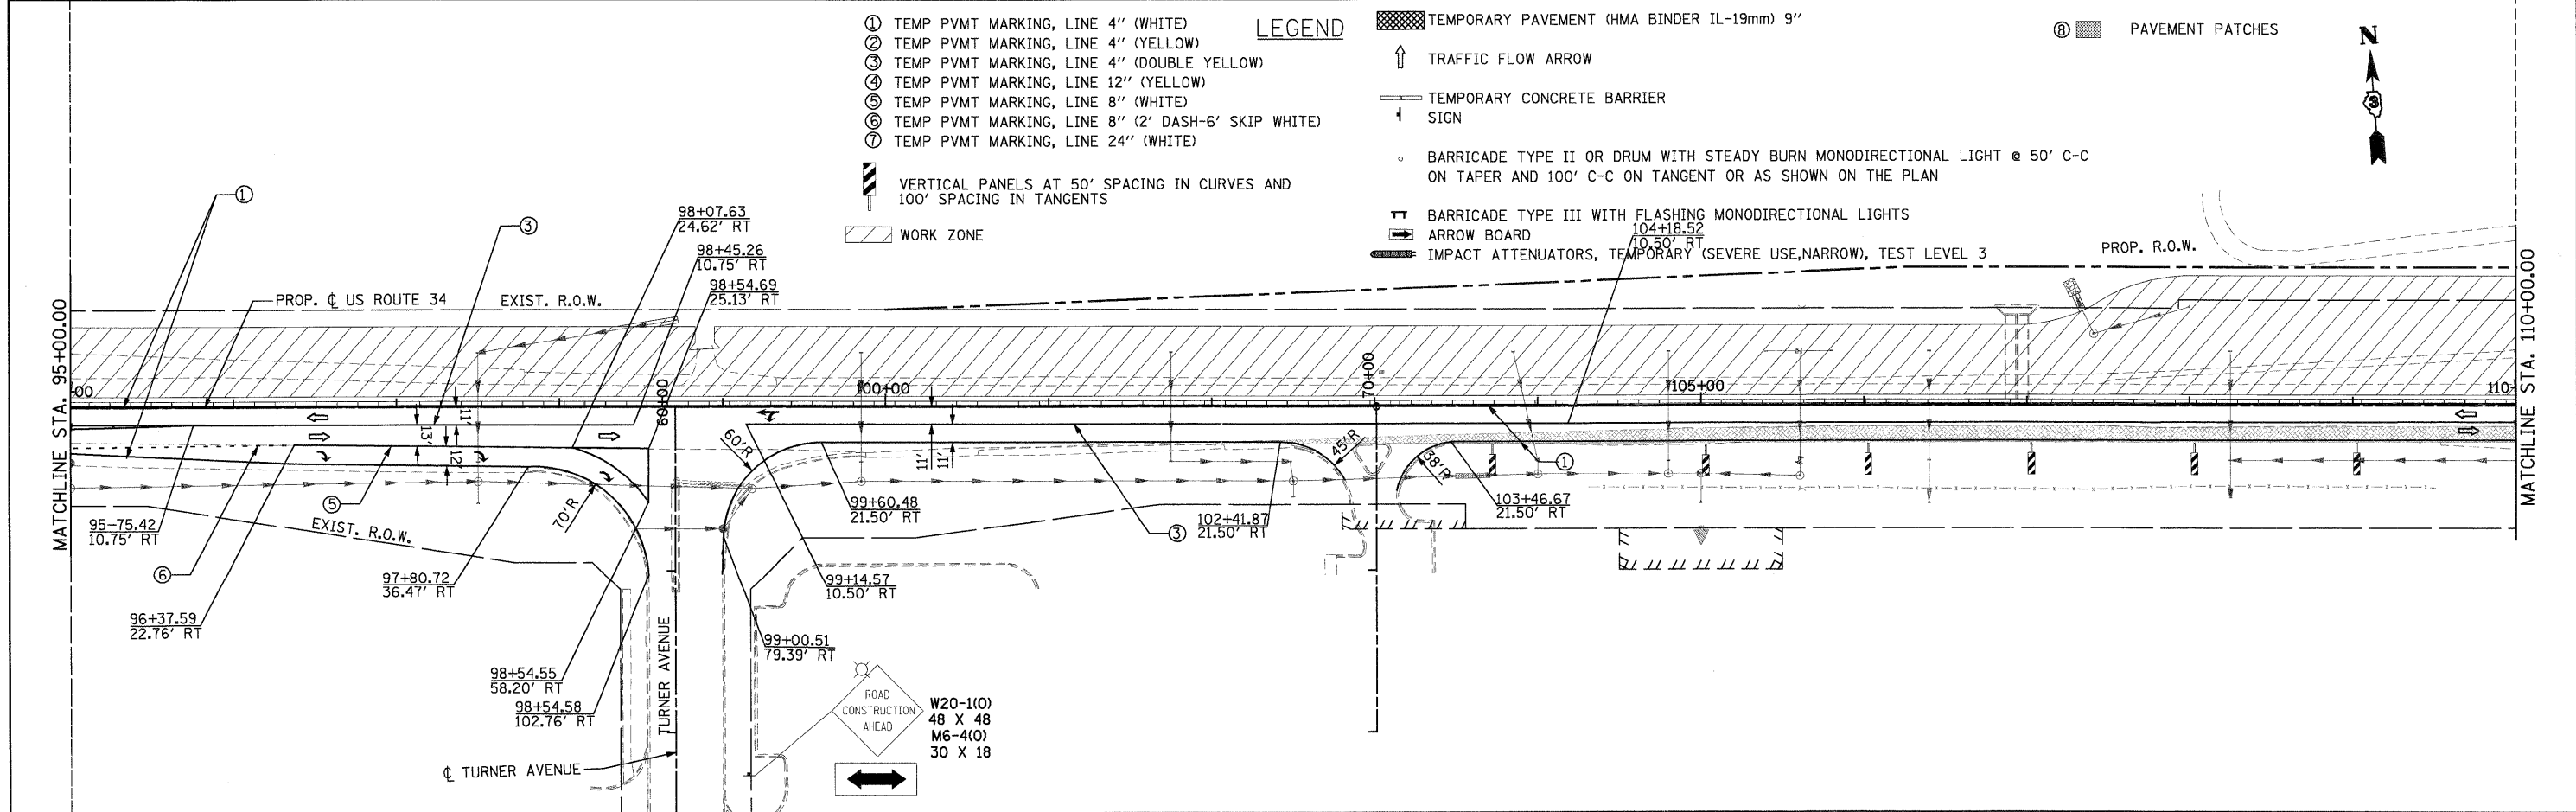 LEGEND
① TEMP PVMT MARKING, LINE 4" (WHITE)
② TEMP PVMT MARKING, LINE 4" (YELLOW)
③ TEMP PVMT MARKING, LINE 4" (DOUBLE YELLOW)
④ TEMP PVMT MARKING, LINE 12" (YELLOW)
⑤ TEMP PVMT MARKING, LINE 8" (WHITE)
⑥ TEMP PVMT MARKING, LINE 8" (2' DASH-6' SKIP WHITE)
⑦ TEMP PVMT MARKING, LINE 24" (WHITE)
VERTICAL PANELS AT 50' SPACING IN CURVES AND
100' SPACING IN TANGENTS
WORK ZONE
TEMPORARY PAVEMENT (HMA BINDER IL-19mm) 9"
TRAFFIC FLOW ARROW
TEMPORARY CONCRETE BARRIER
SIGN
BARRICADE TYPE II OR DRUM WITH STEADY BURN MONODIRECTIONAL LIGHT @ 50' C-C
ON TAPER AND 100' C-C ON TANGENT OR AS SHOWN ON THE PLAN
BARRICADE TYPE III WITH FLASHING MONODIRECTIONAL LIGHTS
ARROW BOARD
IMPACT ATTENUATORS, TEMPORARY (SEVERE USE,NARROW), TEST LEVEL 3
⑧ PAVEMENT PATCHES
N
3
①
③
98+07.63
24.62' RT
98+45.26
10.75' RT
98+54.69
25.13' RT
104+18.52
10.50' RT
PROP. R.O.W.
PROP. ℄ US ROUTE 34
EXIST. R.O.W.
MATCHLINE STA. 95+00.00
MATCHLINE STA. 110+00.00
00
60+00
100+00
70+00
105+00
110+
11'
13'
12'
60'R
11'
11'
45'R
38'R
①
70'R
⑤
EXIST. R.O.W.
95+75.42
10.75' RT
⑥
96+37.59
22.76' RT
97+80.72
36.47' RT
98+54.55
58.20' RT
98+54.58
102.76' RT
99+60.48
21.50' RT
99+14.57
10.50' RT
99+00.51
79.39' RT
③
102+41.87
21.50' RT
103+46.67
21.50' RT
TURNER AVENUE
℄ TURNER AVENUE
ROAD
CONSTRUCTION
AHEAD
W20-1(O)
48 X 48
M6-4(O)
30 X 18